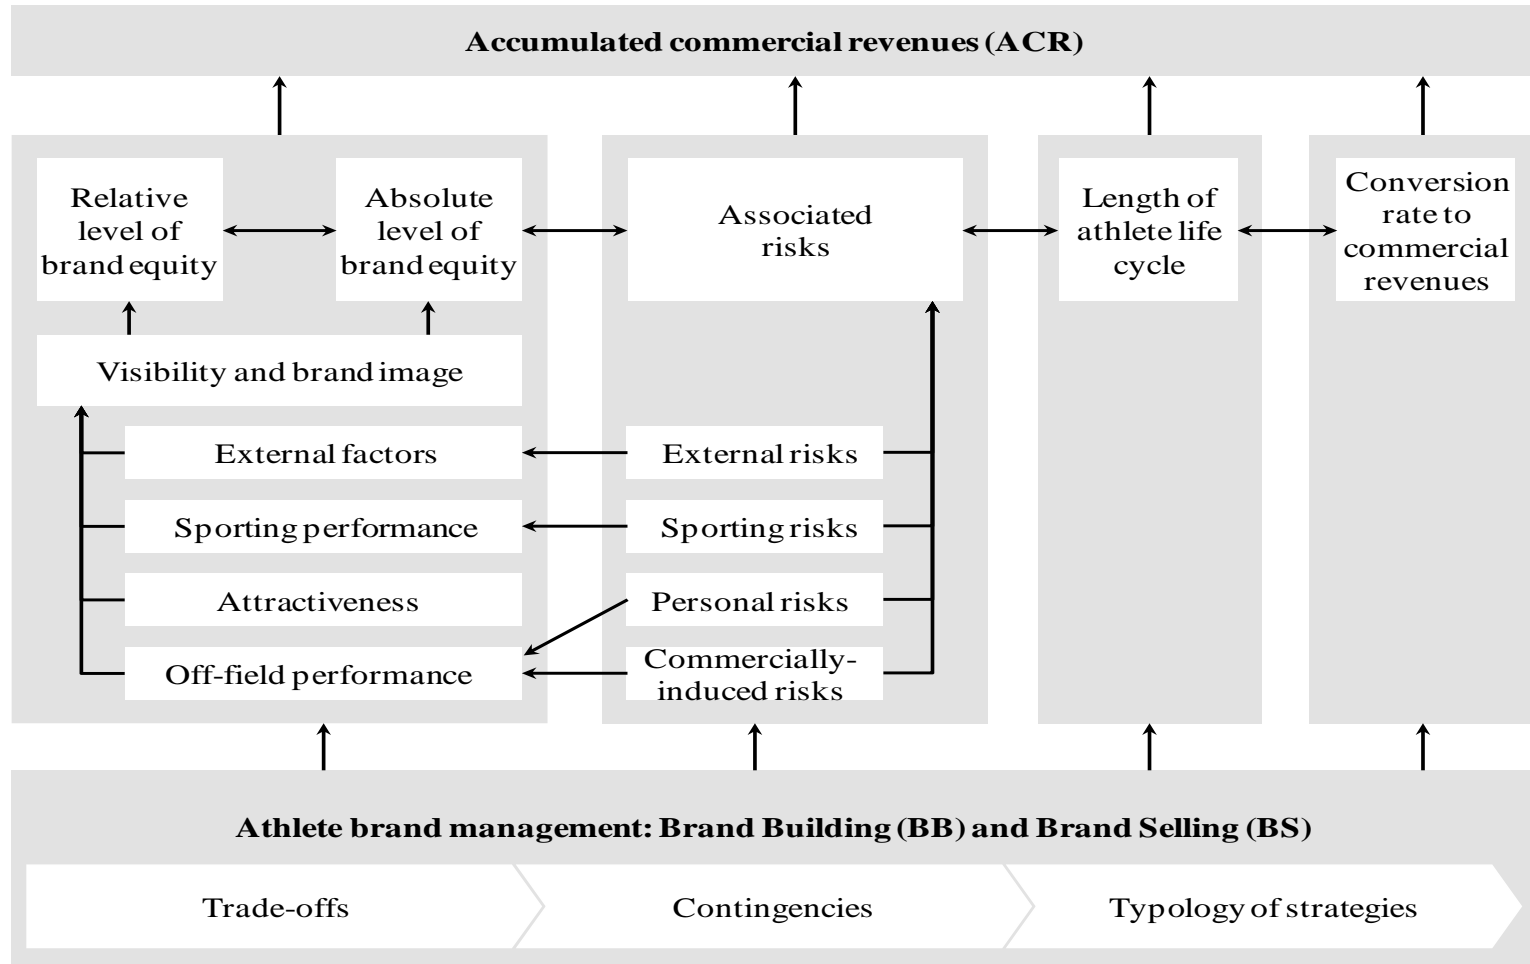 Accumulated commercial revenues (ACR)
Relative
level of
brand equity
Absolute
level of
brand equity
Associated
risks
Length of
athlete life
cycle
Conversion
rate to
commercial
revenues
Visibility and brand image
External factors
External risks
Sporting performance
Sporting risks
Attractiveness
Personal risks
Off-field performance
Commercially-
induced risks
Athlete brand management: Brand Building (BB) and Brand Selling (BS)
Trade-offs
Contingencies
Typology of strategies